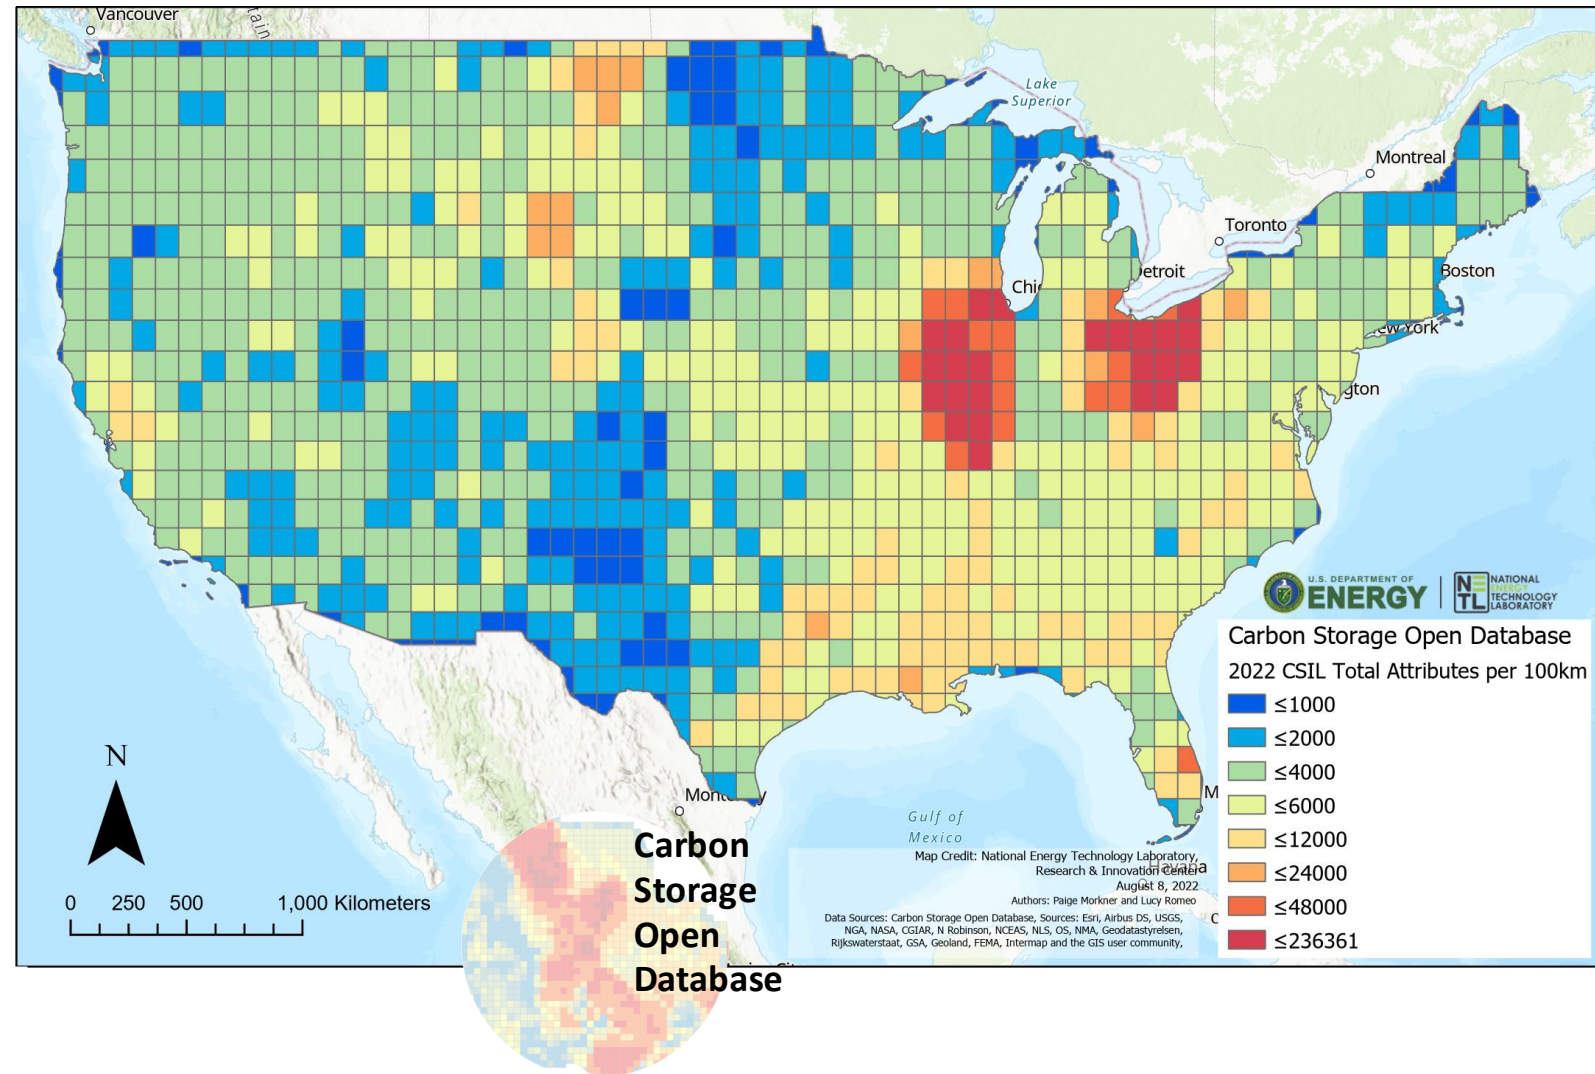 Vancouver
tain
Lake
Superior
Montreal
Toronto
etroit
Chi
Boston
ew York
gton
U.S. DEPARTMENT OF
ENERGY
NETL
NATIONAL
ENERGY
TECHNOLOGY
LABORATORY
Carbon Storage Open Database
2022 CSIL Total Attributes per 100km
≤1000
≤2000
≤4000
≤6000
≤12000
≤24000
≤48000
≤236361
N
0 250 500 1,000 Kilometers
Mont y
M
Gulf of
Mexico
Havana
C
Map Credit: National Energy Technology Laboratory,
Research & Innovation Center
August 8, 2022
Authors: Paige Morkner and Lucy Romeo
Data Sources: Carbon Storage Open Database, Sources: Esri, Airbus DS, USGS,
NGA, NASA, CGIAR, N Robinson, NCEAS, NLS, OS, NMA, Geodatastyrelsen,
Rijkswaterstaat, GSA, Geoland, FEMA, Intermap and the GIS user community,
Carbon
Storage
Open
Database